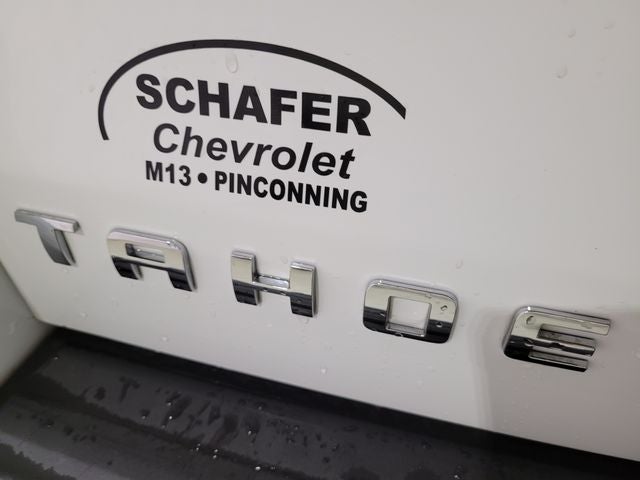 SCHAFER
Chevrolet
M13 • PINCONNING
TAHOE